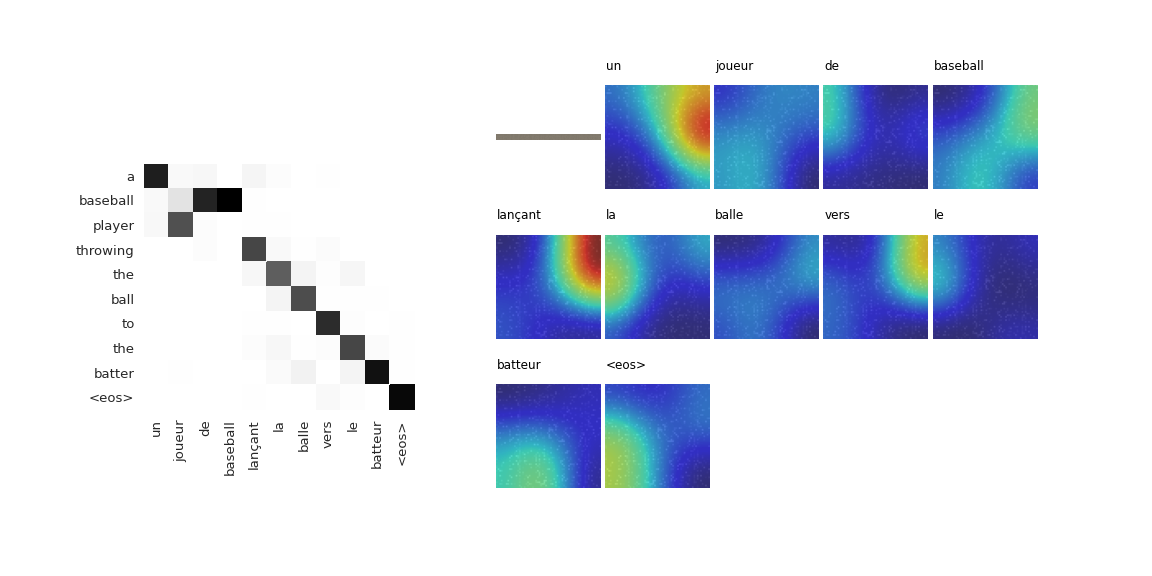 a
baseball
player
throwing
the
ball
to
the
batter
<eos>
un
joueur
de
baseball
lançant
la
balle
vers
le
batteur
<eos>
un joueur de baseball
lançant la balle vers le
batteur <eos>